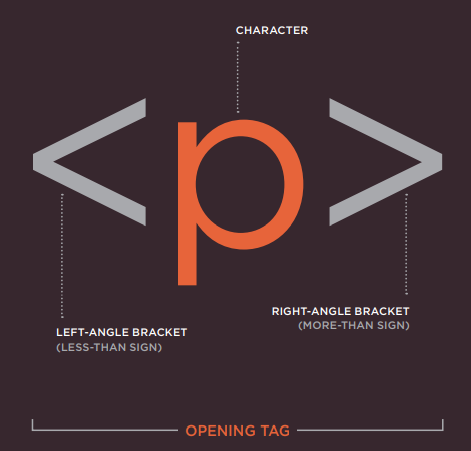 CHARACTER
<p>
LEFT-ANGLE BRACKET
(LESS-THAN SIGN)
RIGHT-ANGLE BRACKET
(MORE-THAN SIGN)
OPENING TAG